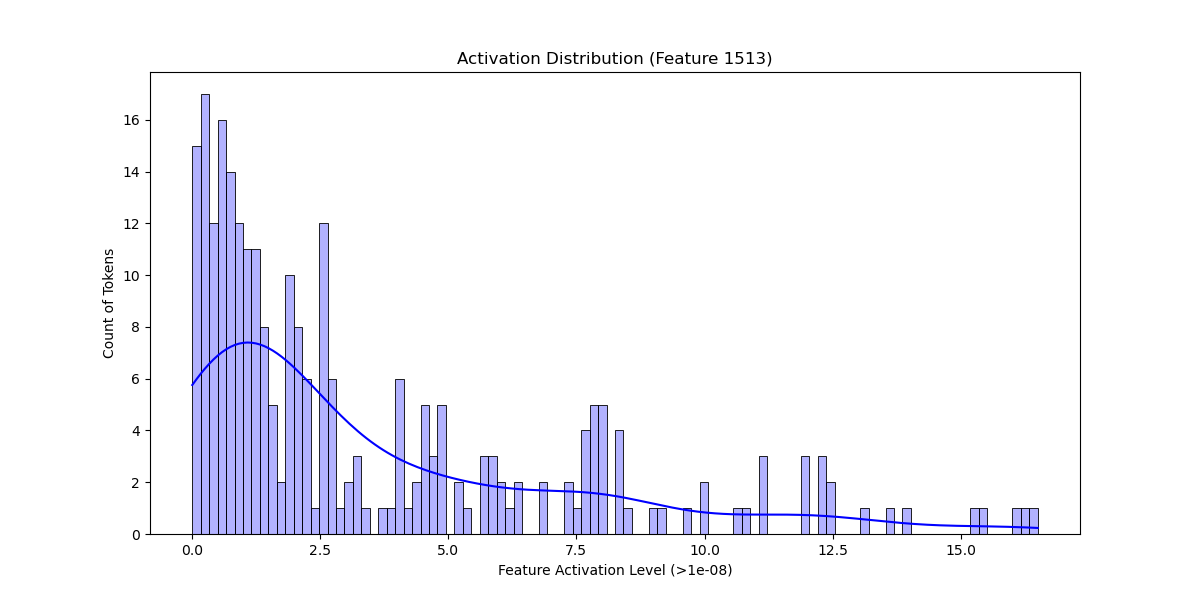 Activation Distribution (Feature 1513)
16
14
12
10
8
6
4
2
0
Count of Tokens
0.0 2.5 5.0 7.5 10.0 12.5 15.0
Feature Activation Level (>1e-08)